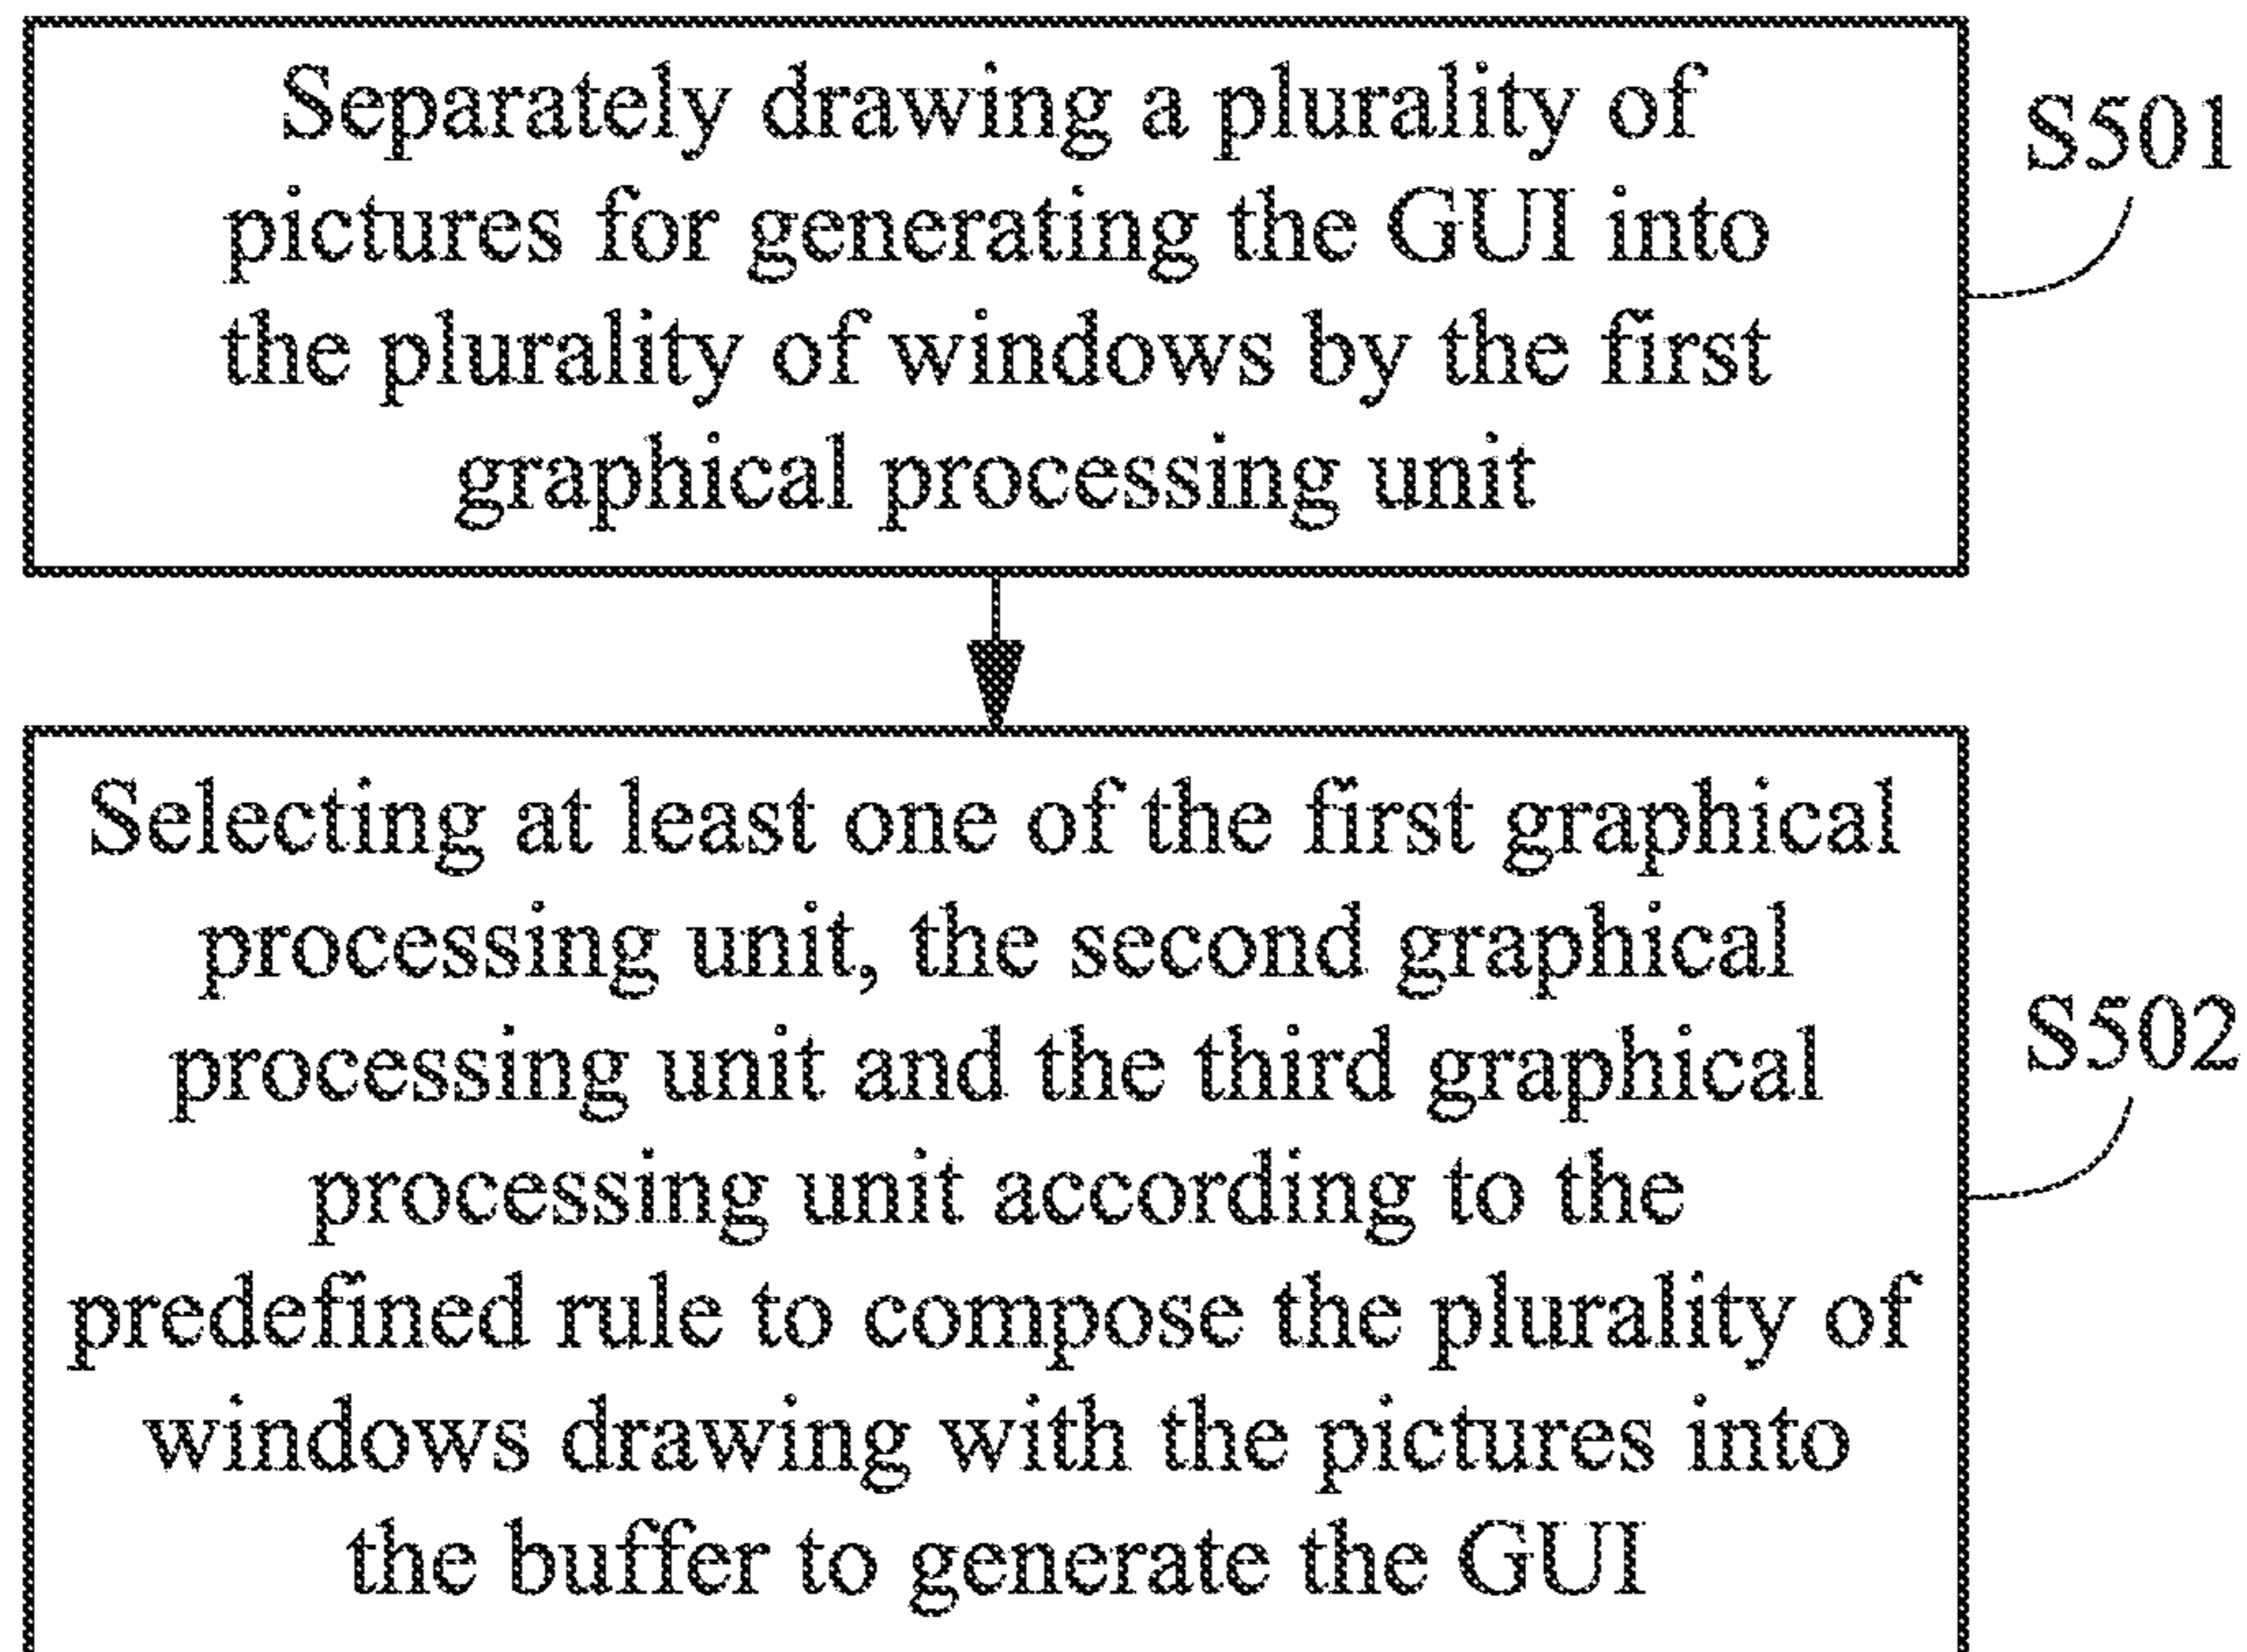 Separately drawing a plurality of
pictures for generating the GUI into
the plurality of windows by the first
graphical processing unit
S501
Selecting at least one of the first graphical
processing unit, the second graphical
processing unit and the third graphical
processing unit according to the
predefined rule to compose the plurality of
windows drawing with the pictures into
the buffer to generate the GUI
S502